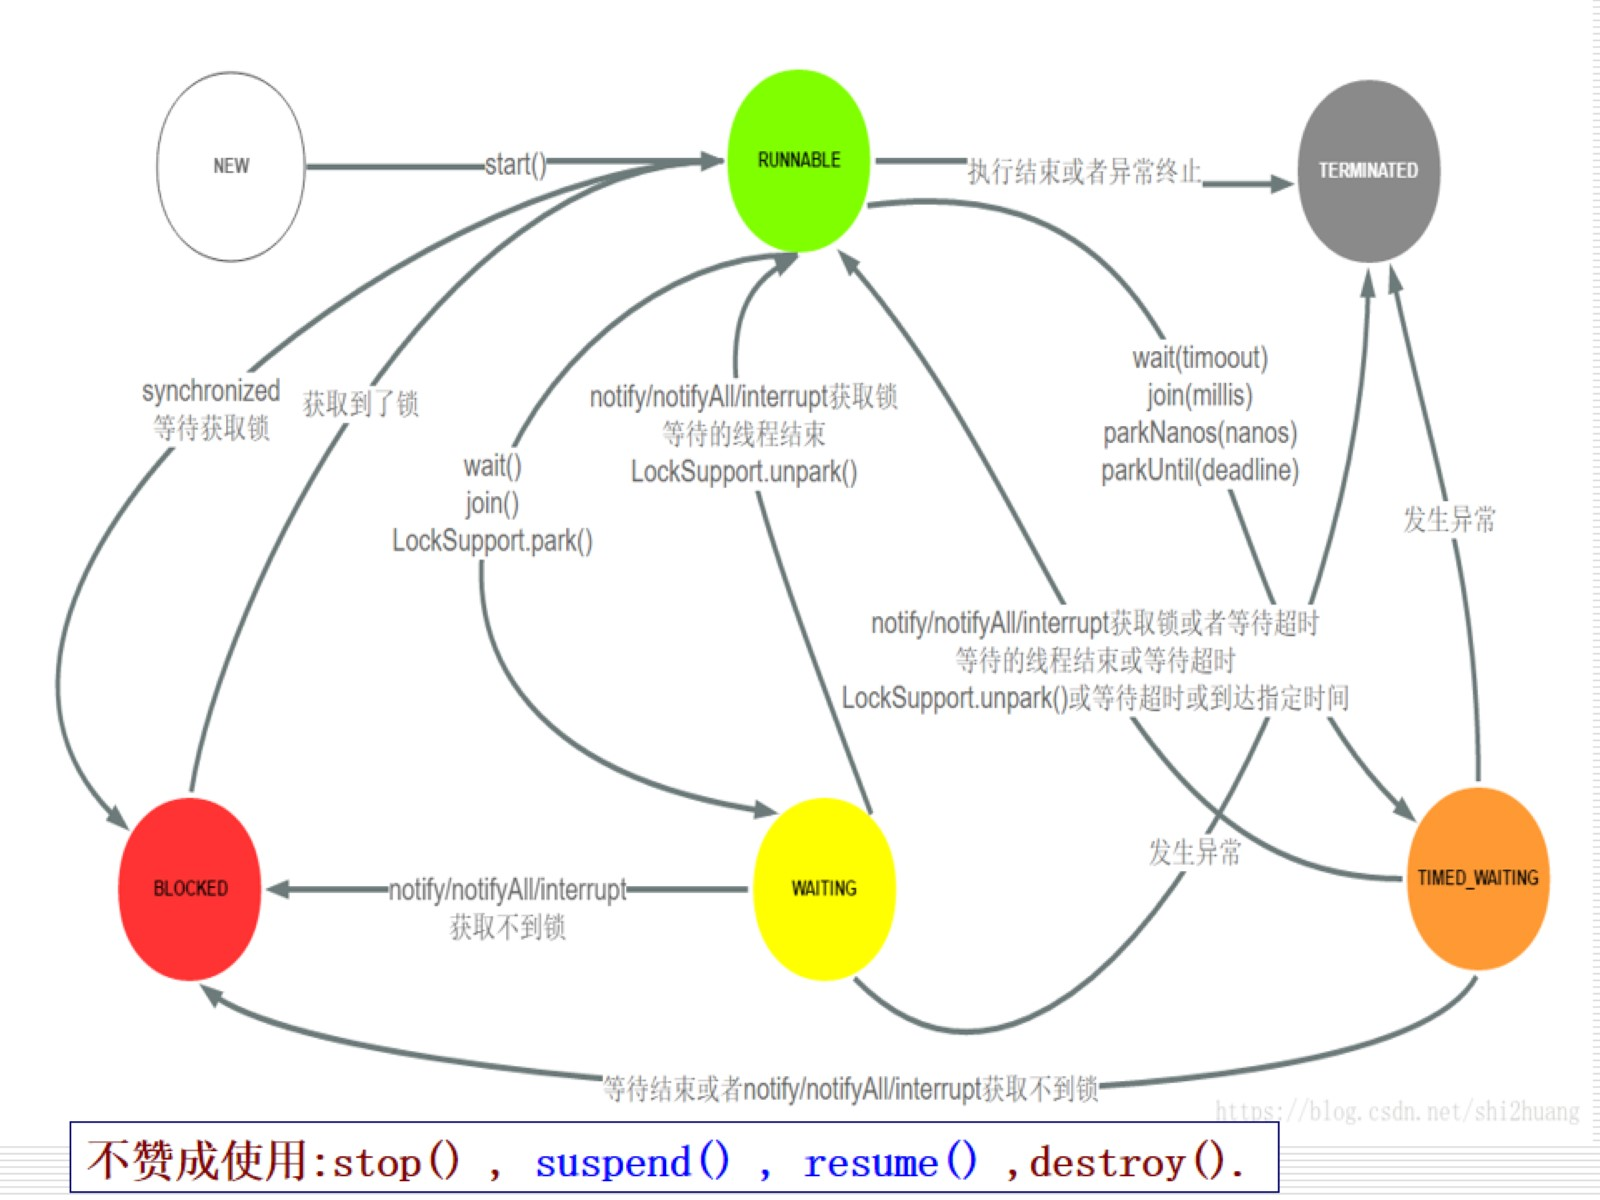 NEW
start()
RUNNABLE
执行结束或者异常终止
TERMINATED
synchronized
等待获取锁
获取到了锁
wait()
join()
LockSupport.park()
notify/notifyAll/interrupt获取锁
等待的线程结束
LockSupport.unpark()
wait(timoout)
join(millis)
parkNanos(nanos)
parkUntil(deadline)
发生异常
notify/notifyAll/interrupt获取锁或者等待超时
等待的线程结束或等待超时
LockSupport.unpark()或等待超时或到达指定时间
发生异常
BLOCKED
notify/notifyAll/interrupt
获取不到锁
WAITING
TIMED_WAITING
等待结束或者notify/notifyAll/interrupt获取不到锁
https://blog.csdn.net/shi2huang
不赞成使用:stop() , suspend() , resume() ,destroy().